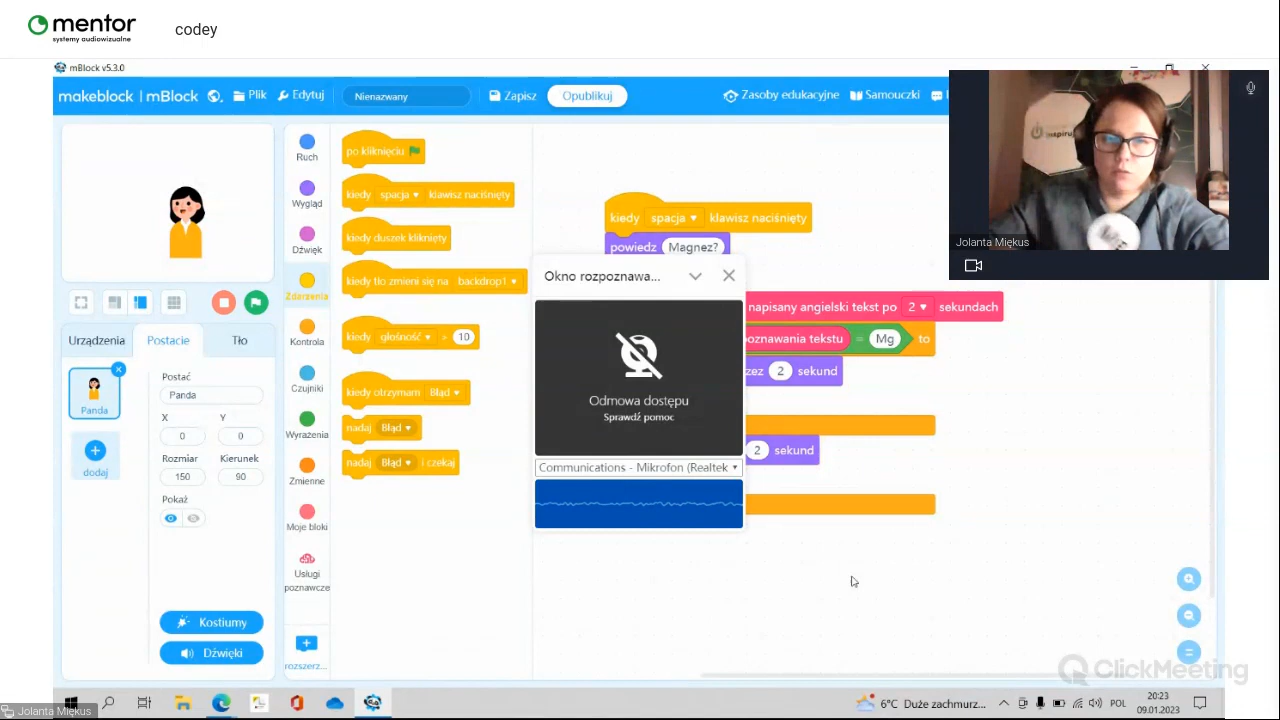 mentor
systemy audiowizualne
codey
mBlock v5.3.0
makeblock | mBlock
Plik
Edytuj
Nienazwany
Zapisz
Opublikuj
Zasoby edukacyjne
Samouczki
Jolanta Miękus
Ruch
Wygląd
Dźwięk
Zdarzenia
Kontrola
Czujniki
Wyrażenia
Zmienne
Moje bloki
Usługi
poznawcze
rozszerz...
po kliknięciu
kiedy spacja klawisz naciśnięty
kiedy duszek kliknięty
kiedy tło zmieni się na backdrop1
kiedy głośność > 10
kiedy otrzymam Błąd
nadaj Błąd
nadaj Błąd i czekaj
kiedy spacja klawisz naciśnięty
powiedz Magnez?
napisany angielski tekst po 2 sekundach
oznawania tekstu = Mg to
zez 2 sekund
2 sekund
Okno rozpoznawa...
Odmowa dostępu
Sprawdź pomoc
Communications - Mikrofon (Realtek
Urządzenia
Postacie
Tło
Panda
dodaj
Postać
Panda
X
Y
0
0
Rozmiar
Kierunek
150
90
Pokaż
Kostiumy
Dźwięki
ClickMeeting
6°C Duże zachmurz...
POL
20:23
09.01.2023
Jolanta Miękus